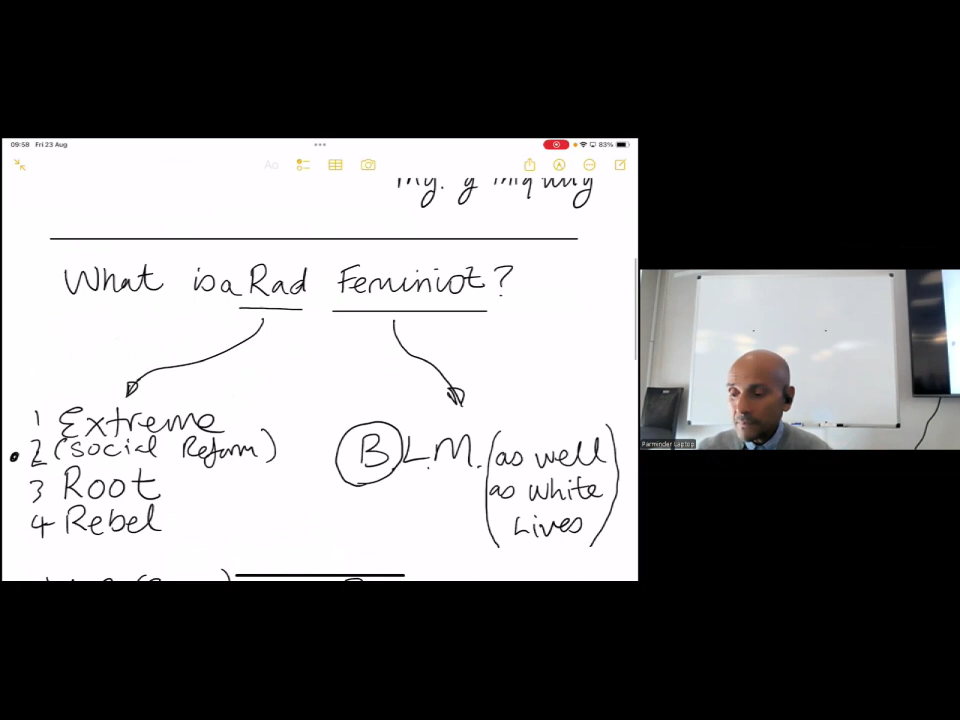 09:58 Fri 23 Aug
83%
What is a Rad Feminist?
1 Extreme
2 (Social Reform)
3 Root
4 Rebel
B L.M. (as well
as white
Lives)
Parminder Laptop